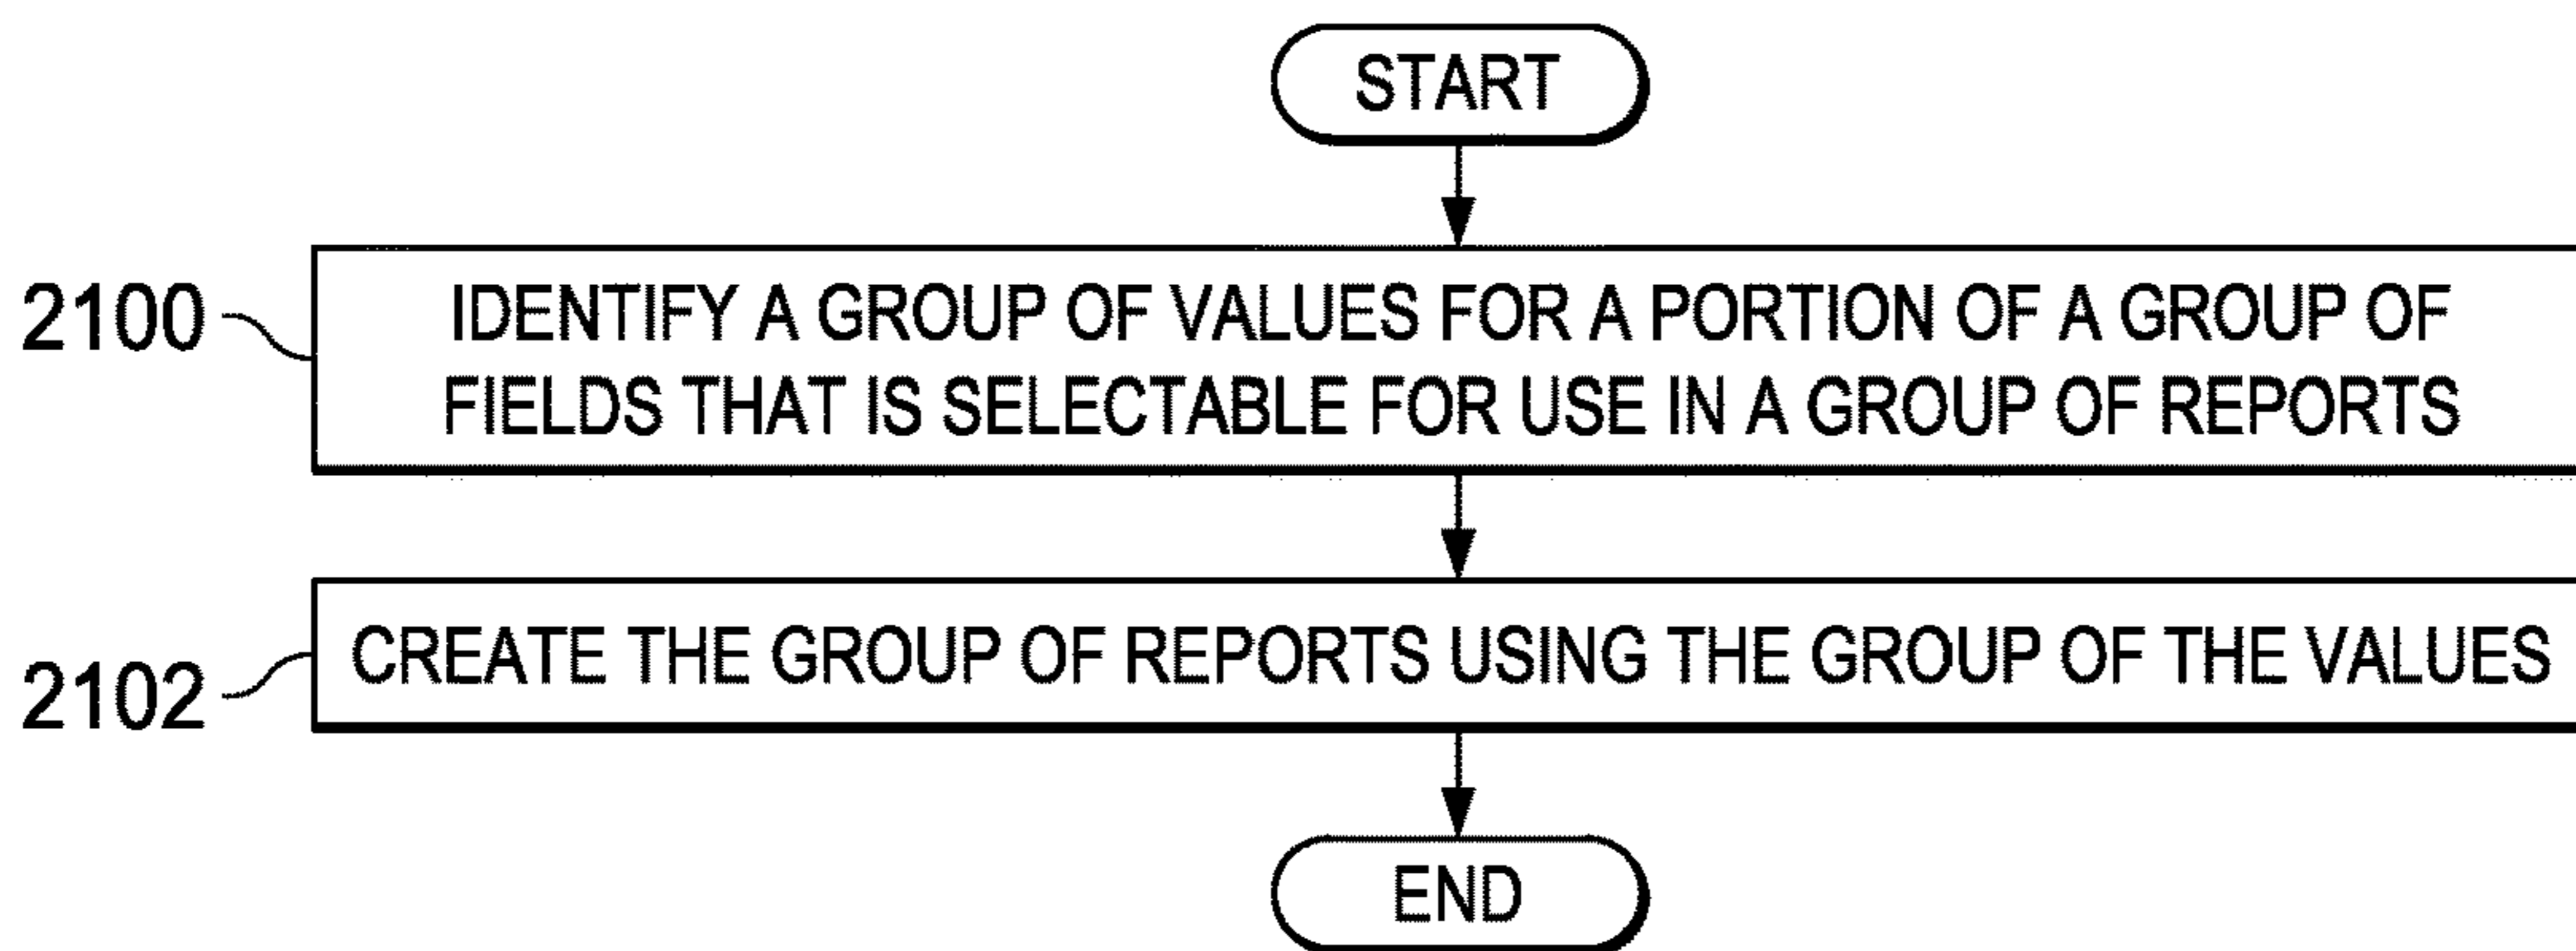 START
2100
IDENTIFY A GROUP OF VALUES FOR A PORTION OF A GROUP OF
FIELDS THAT IS SELECTABLE FOR USE IN A GROUP OF REPORTS
2102
CREATE THE GROUP OF REPORTS USING THE GROUP OF THE VALUES
END